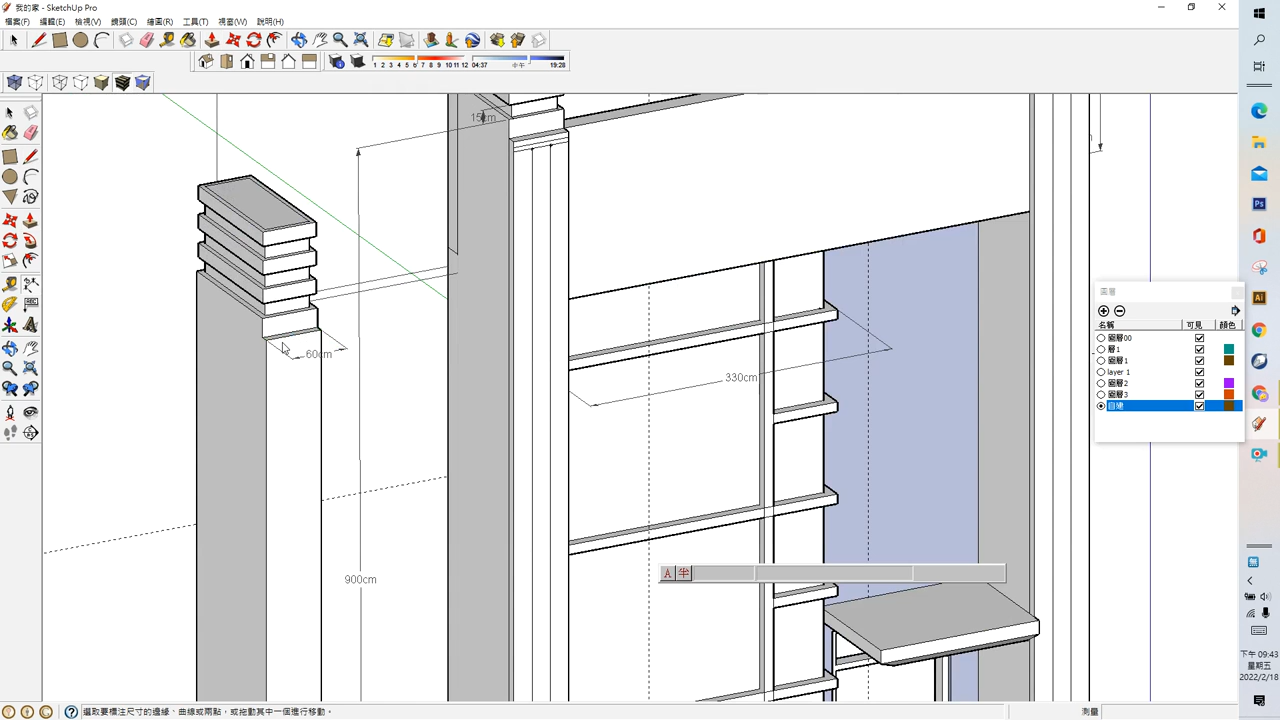 我的家 - SketchUp Pro
檔案(F) 編輯(E) 檢視(W) 鏡頭(C) 繪圖(R) 工具(T) 視窗(W) 說明(H)
1 2 3 4 5 6 7 8 9 10 11 12 04:37 中午 19:28
15cm
60cm
330cm
900cm
圖層
名稱 可見 顏色
圖層00
層1
圖層1
layer 1
圖層2
圖層3
自建
A 半
選取要標注尺寸的邊緣、曲線或兩點，或拖動其中一個進行移動。
測量
下午 09:43
星期五
2022/2/18